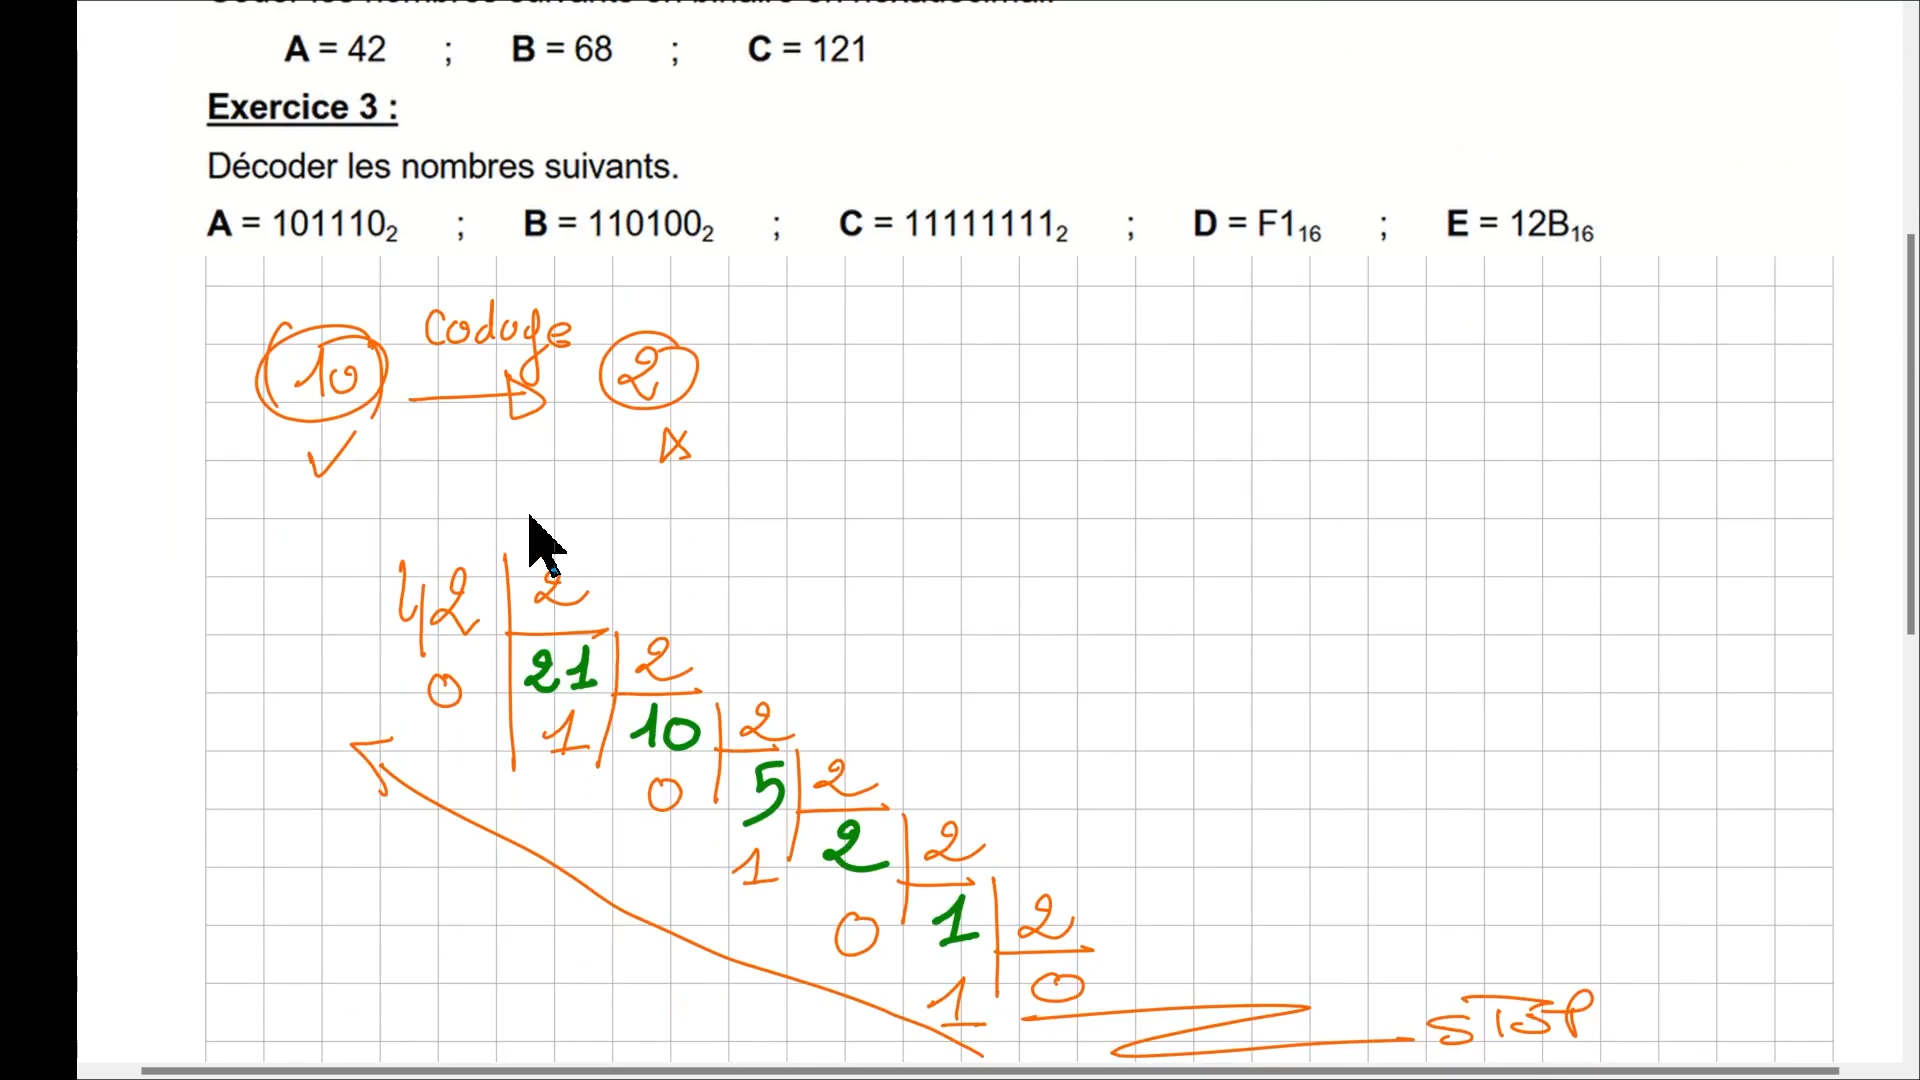 A = 42 ; B = 68 ; C = 121
Exercice 3 :
Décoder les nombres suivants.
A = 101110₂ ; B = 110100₂ ; C = 11111111₂ ; D = F1₁₆ ; E = 12B₁₆
10 Codage 2
42 2
0 21 2
1 10 2
0 5 2
1 2 2
0 1 2
1 0
STOP